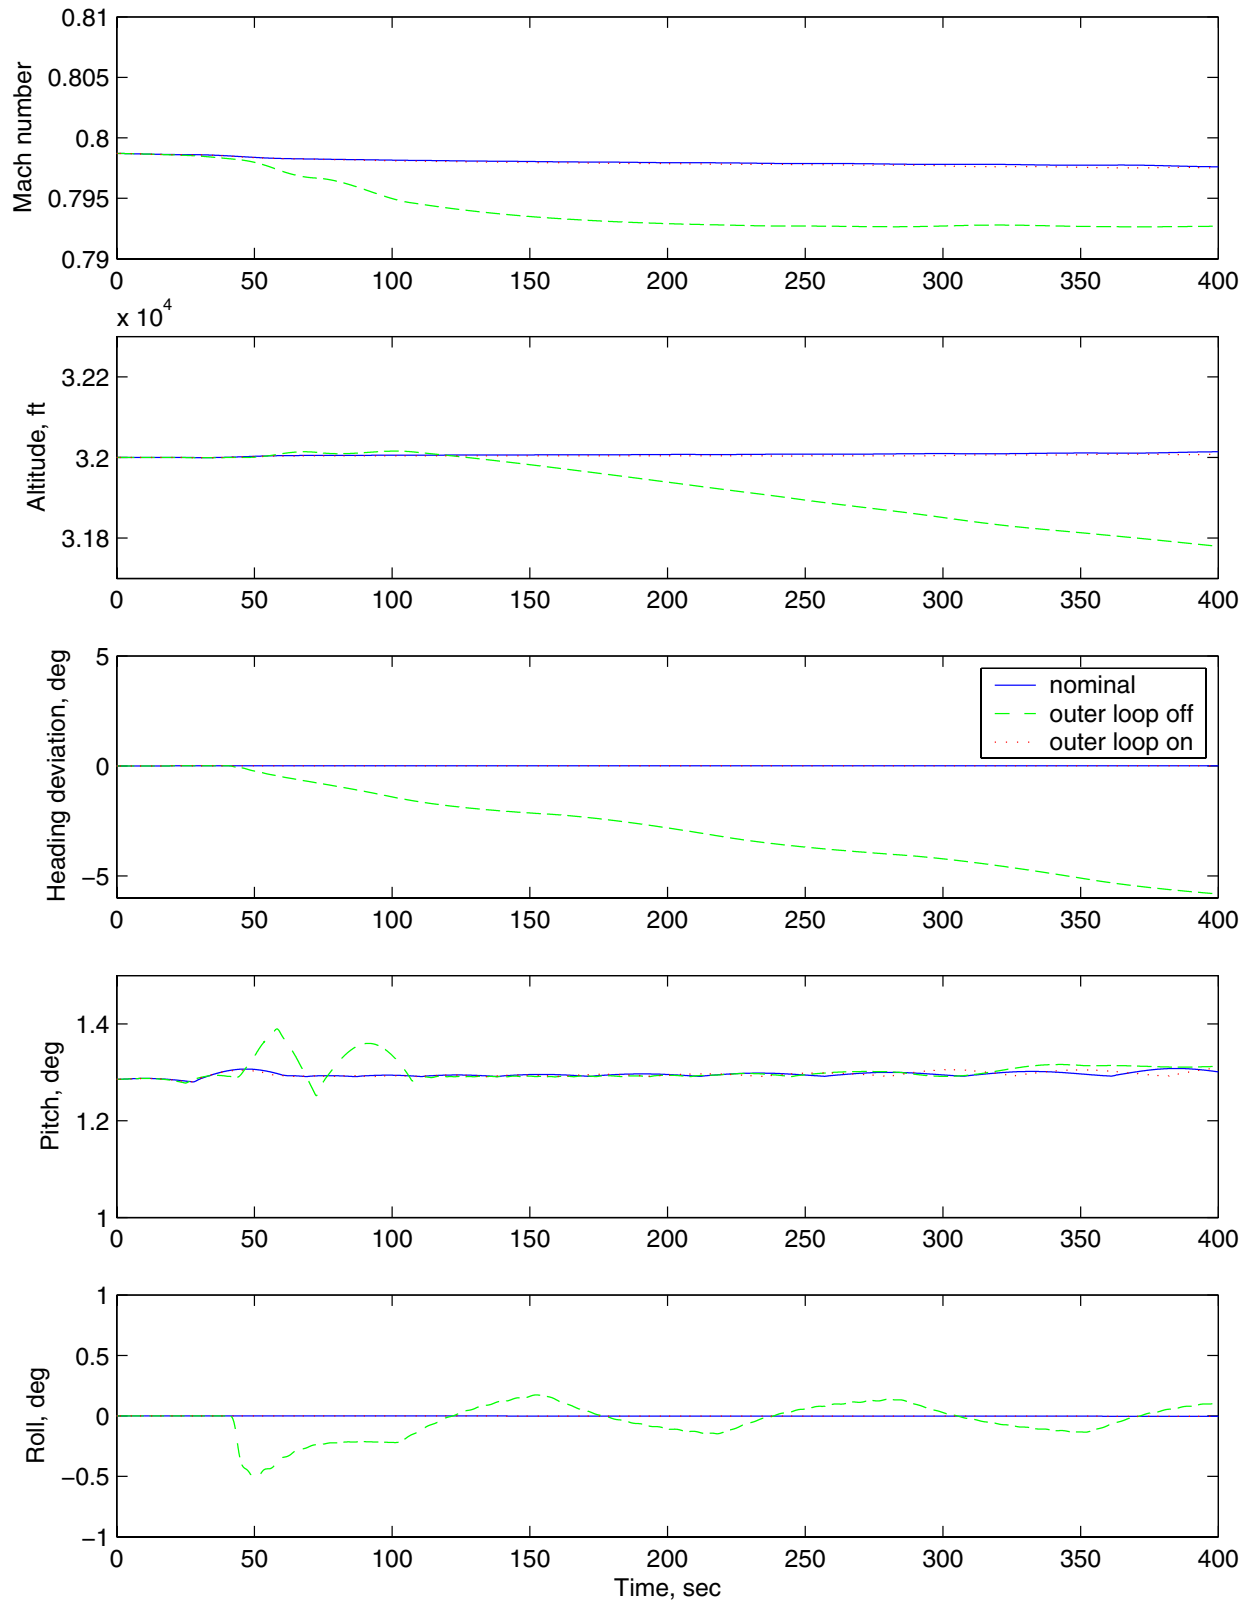 0.81
0.805
0.8
0.795
0.79
Mach number
0 50 100 150 200 250 300 350 400
x 10^4
3.22
3.2
3.18
Altitude, ft
0 50 100 150 200 250 300 350 400
5
0
−5
Heading deviation, deg
nominal
outer loop off
outer loop on
0 50 100 150 200 250 300 350 400
1.4
1.2
1
Pitch, deg
0 50 100 150 200 250 300 350 400
1
0.5
0
−0.5
−1
Roll, deg
0 50 100 150 200 250 300 350 400
Time, sec